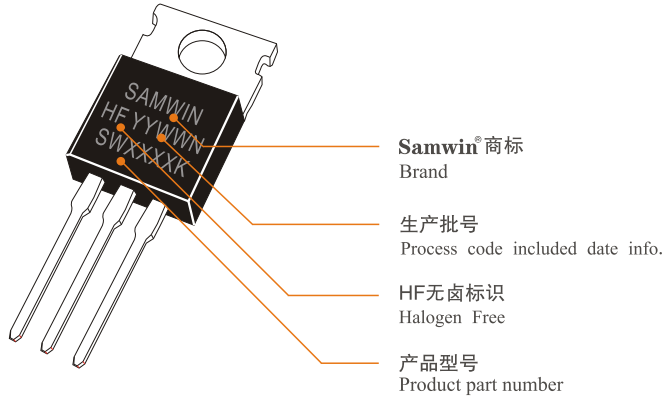 SAMWIN
HF YYWWN
SWXXXXK
Samwin®商标
Brand
生产批号
Process code included date info.
HF无卤标识
Halogen Free
产品型号
Product part number